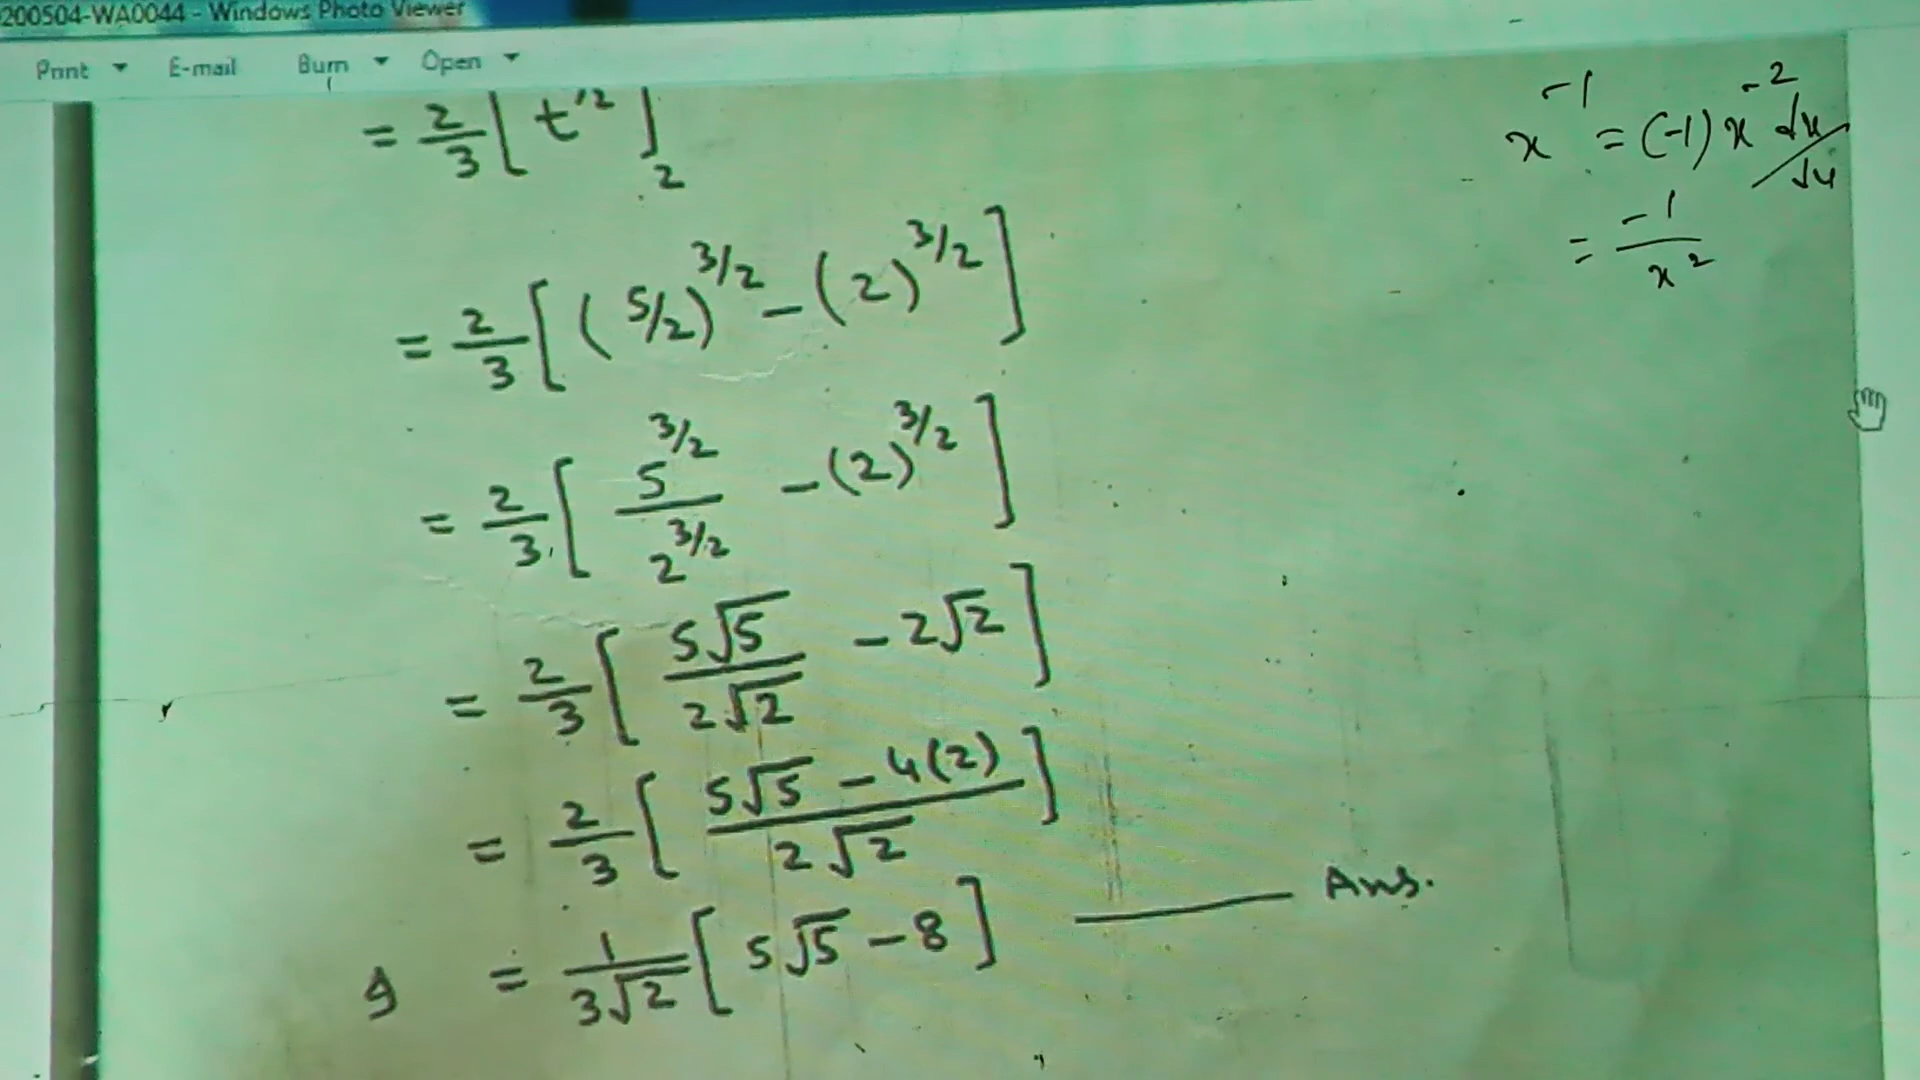 200504-WA0044 - Windows Photo Viewer
Print E-mail Burn Open
= 2/3 [ t ]₂
= 2/3 [ (5/2)^3/2 - (2)^3/2 ]
= 2/3 [ 5^3/2 / 2^3/2 - (2)^3/2 ]
= 2/3 [ 5√5 / 2√2 - 2√2 ]
= 2/3 [ 5√5 - 4(2) / 2√2 ]
= 1/3√2 [ 5√5 - 8 ] Ans.
x^-1 = (-1) x^-2 dx/
= -1/x²